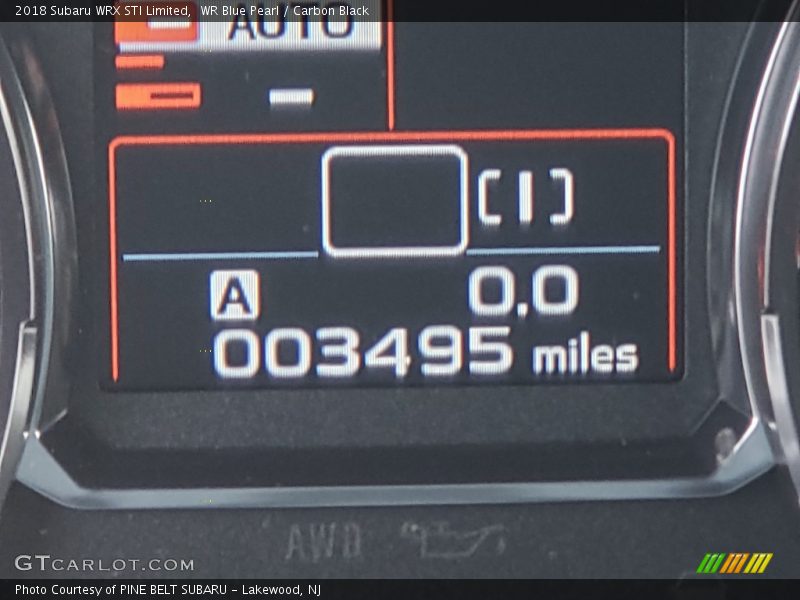 2018 Subaru WRX STI Limited, WR Blue Pearl / Carbon Black
AUTO
[1]
A 0.0
003495 miles
AWD
GTCARLOT.COM
Photo Courtesy of PINE BELT SUBARU – Lakewood, NJ